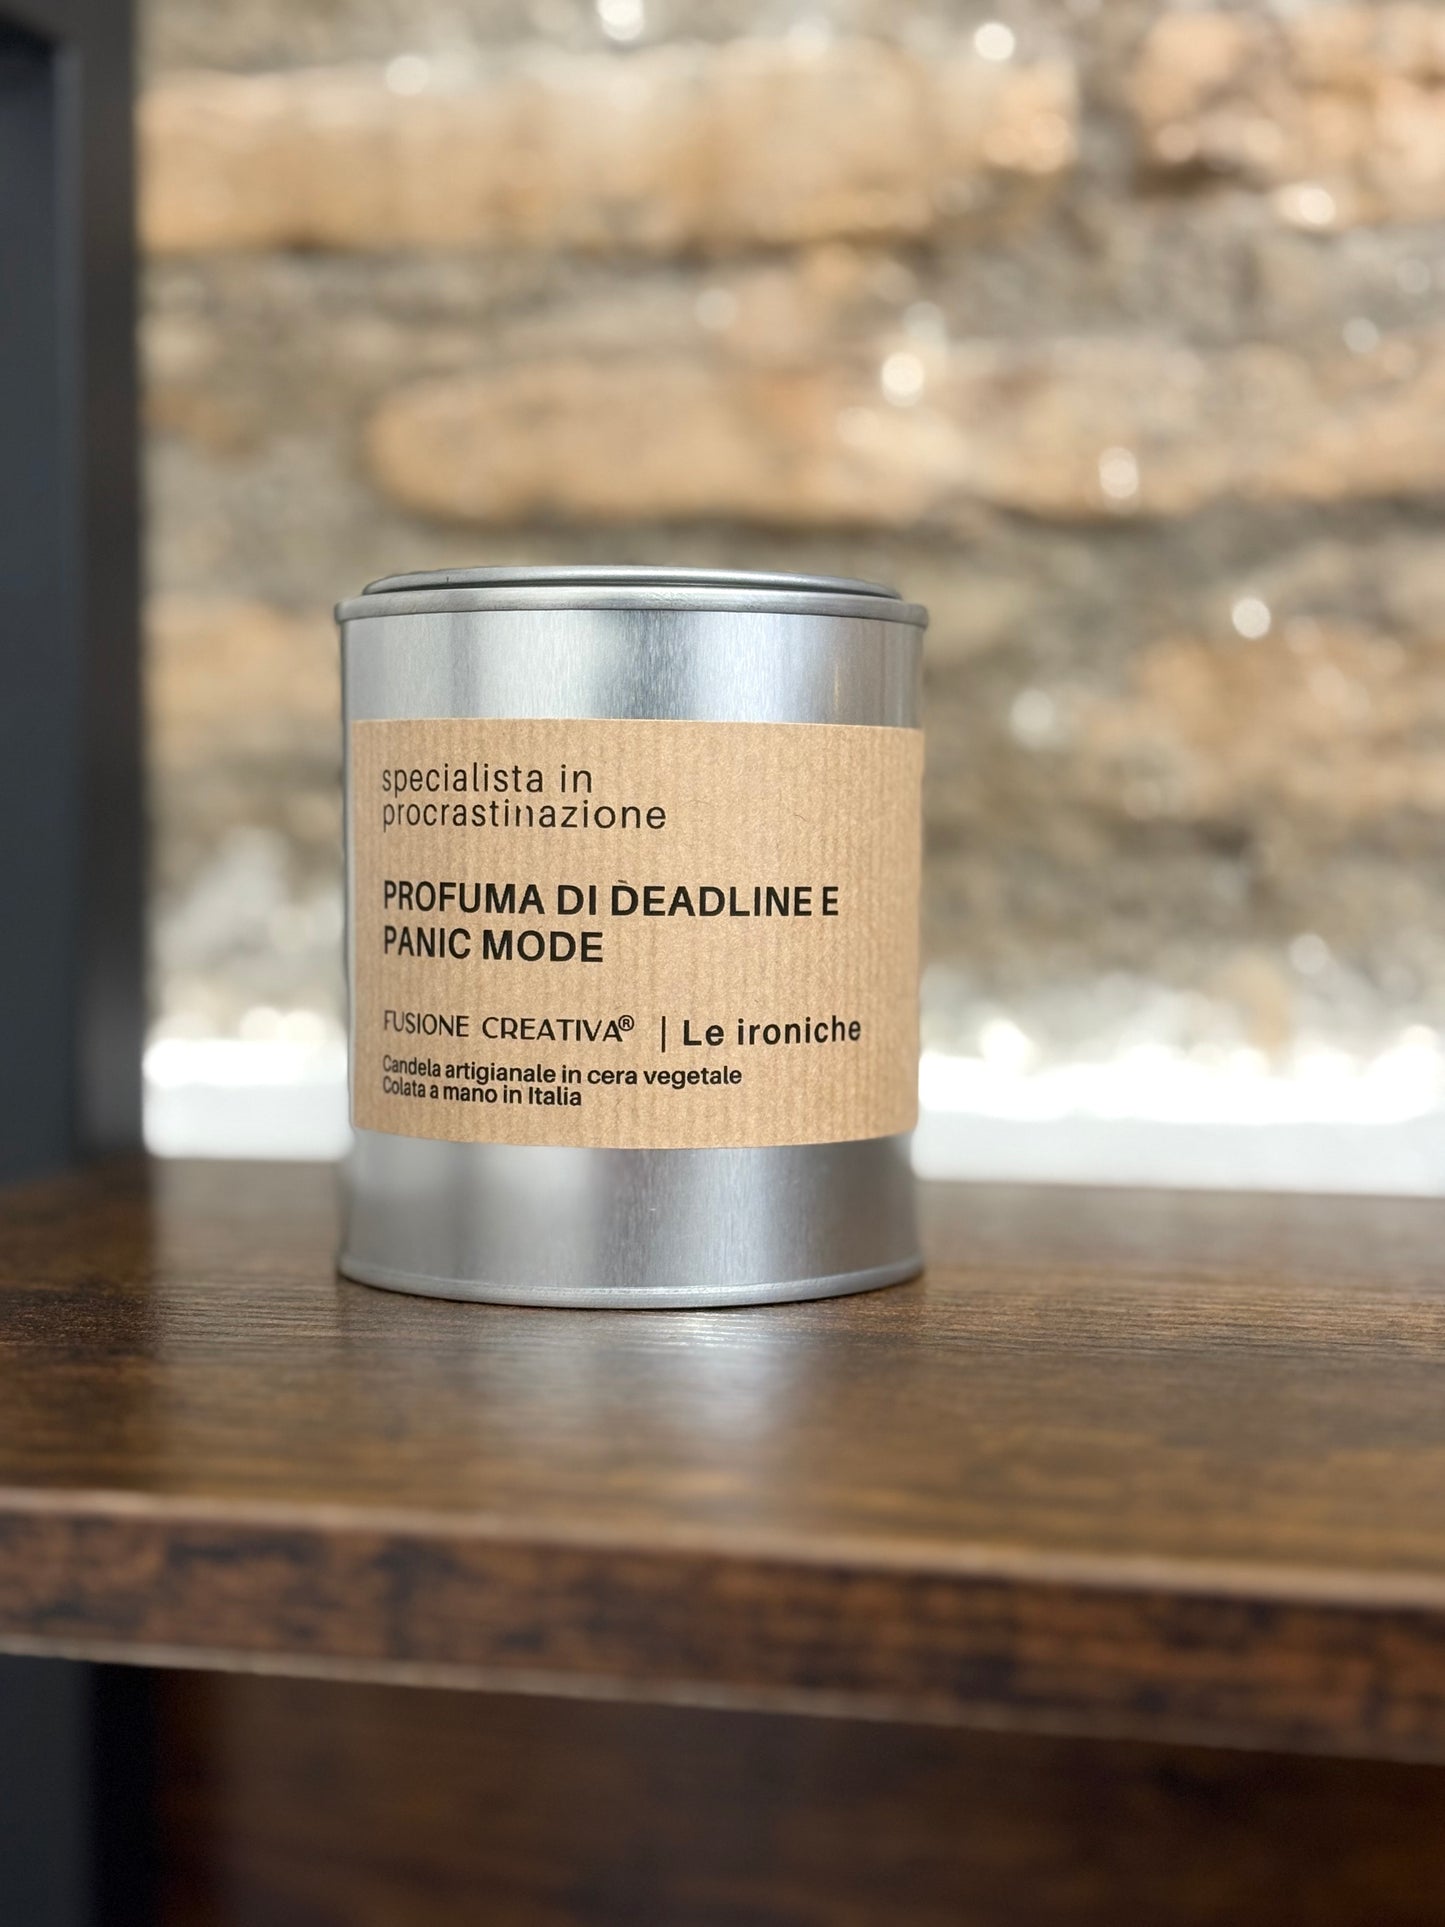 specialista in
procrastinazione
PROFUMA DI DEADLINE E
PANIC MODE
FUSIONE CREATIVA® | Le ironiche
Candela artigianale in cera vegetale
Colata a mano in Italia